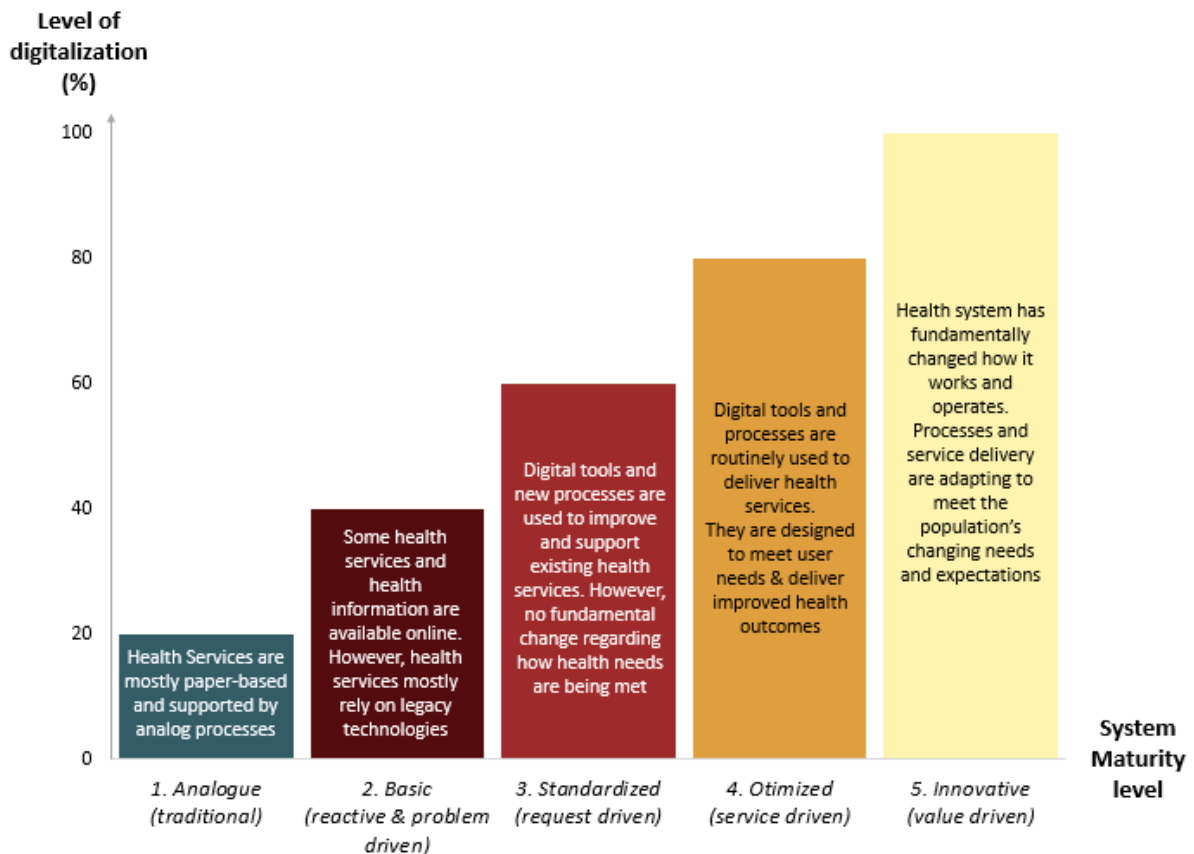 Level of
digitalization
(%)
100
80
60
40
20
0
Health Services are
mostly paper-based
and supported by
analog processes
Some health
services and
health
information are
available online.
However, health
services mostly
rely on legacy
technologies
Digital tools and
new processes are
used to improve
and support
existing health
services. However,
no fundamental
change regarding
how health needs
are being met
Digital tools and
processes are
routinely used to
deliver health
services.
They are designed
to meet user
needs & deliver
improved health
outcomes
Health system has
fundamentally
changed how it
works and
operates.
Processes and
service delivery
are adapting to
meet the
population's
changing needs
and expectations
1. Analogue
(traditional)
2. Basic
(reactive & problem
driven)
3. Standardized
(request driven)
4. Otimized
(service driven)
5. Innovative
(value driven)
System
Maturity
level